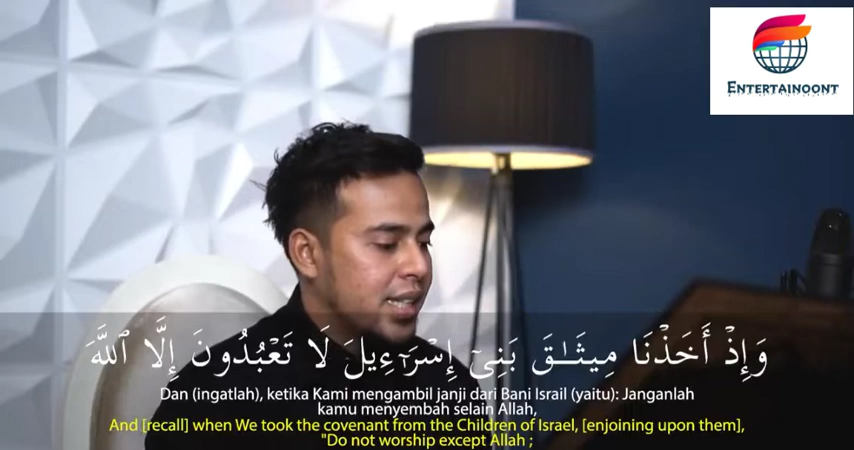 ENTERTAINOONT
وَإِذْ أَخَذْنَا مِيثَـٰقَ بَنِىٓ إِسْرَٰٓءِيلَ لَا تَعْبُدُونَ إِلَّا ٱللَّهَ
Dan (ingatlah), ketika Kami mengambil janji dari Bani Israil (yaitu): Janganlah
kamu menyembah selain Allah,
And [recall] when We took the covenant from the Children of Israel, [enjoining upon them],
"Do not worship except Allah ;